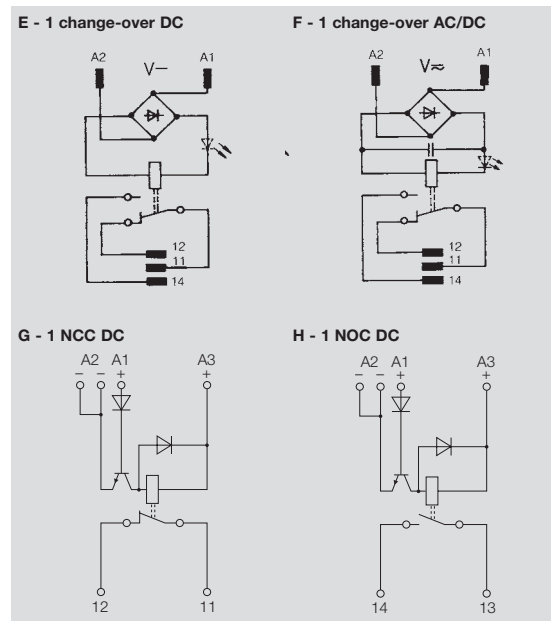 E - 1 change-over DC
A2 V— A1
12
11
14
F - 1 change-over AC/DC
A2 V≂ A1
12
11
14
G - 1 NCC DC
A2 A1 A3
− − + +
12 11
H - 1 NOC DC
A2 A1 A3
− − + +
14 13